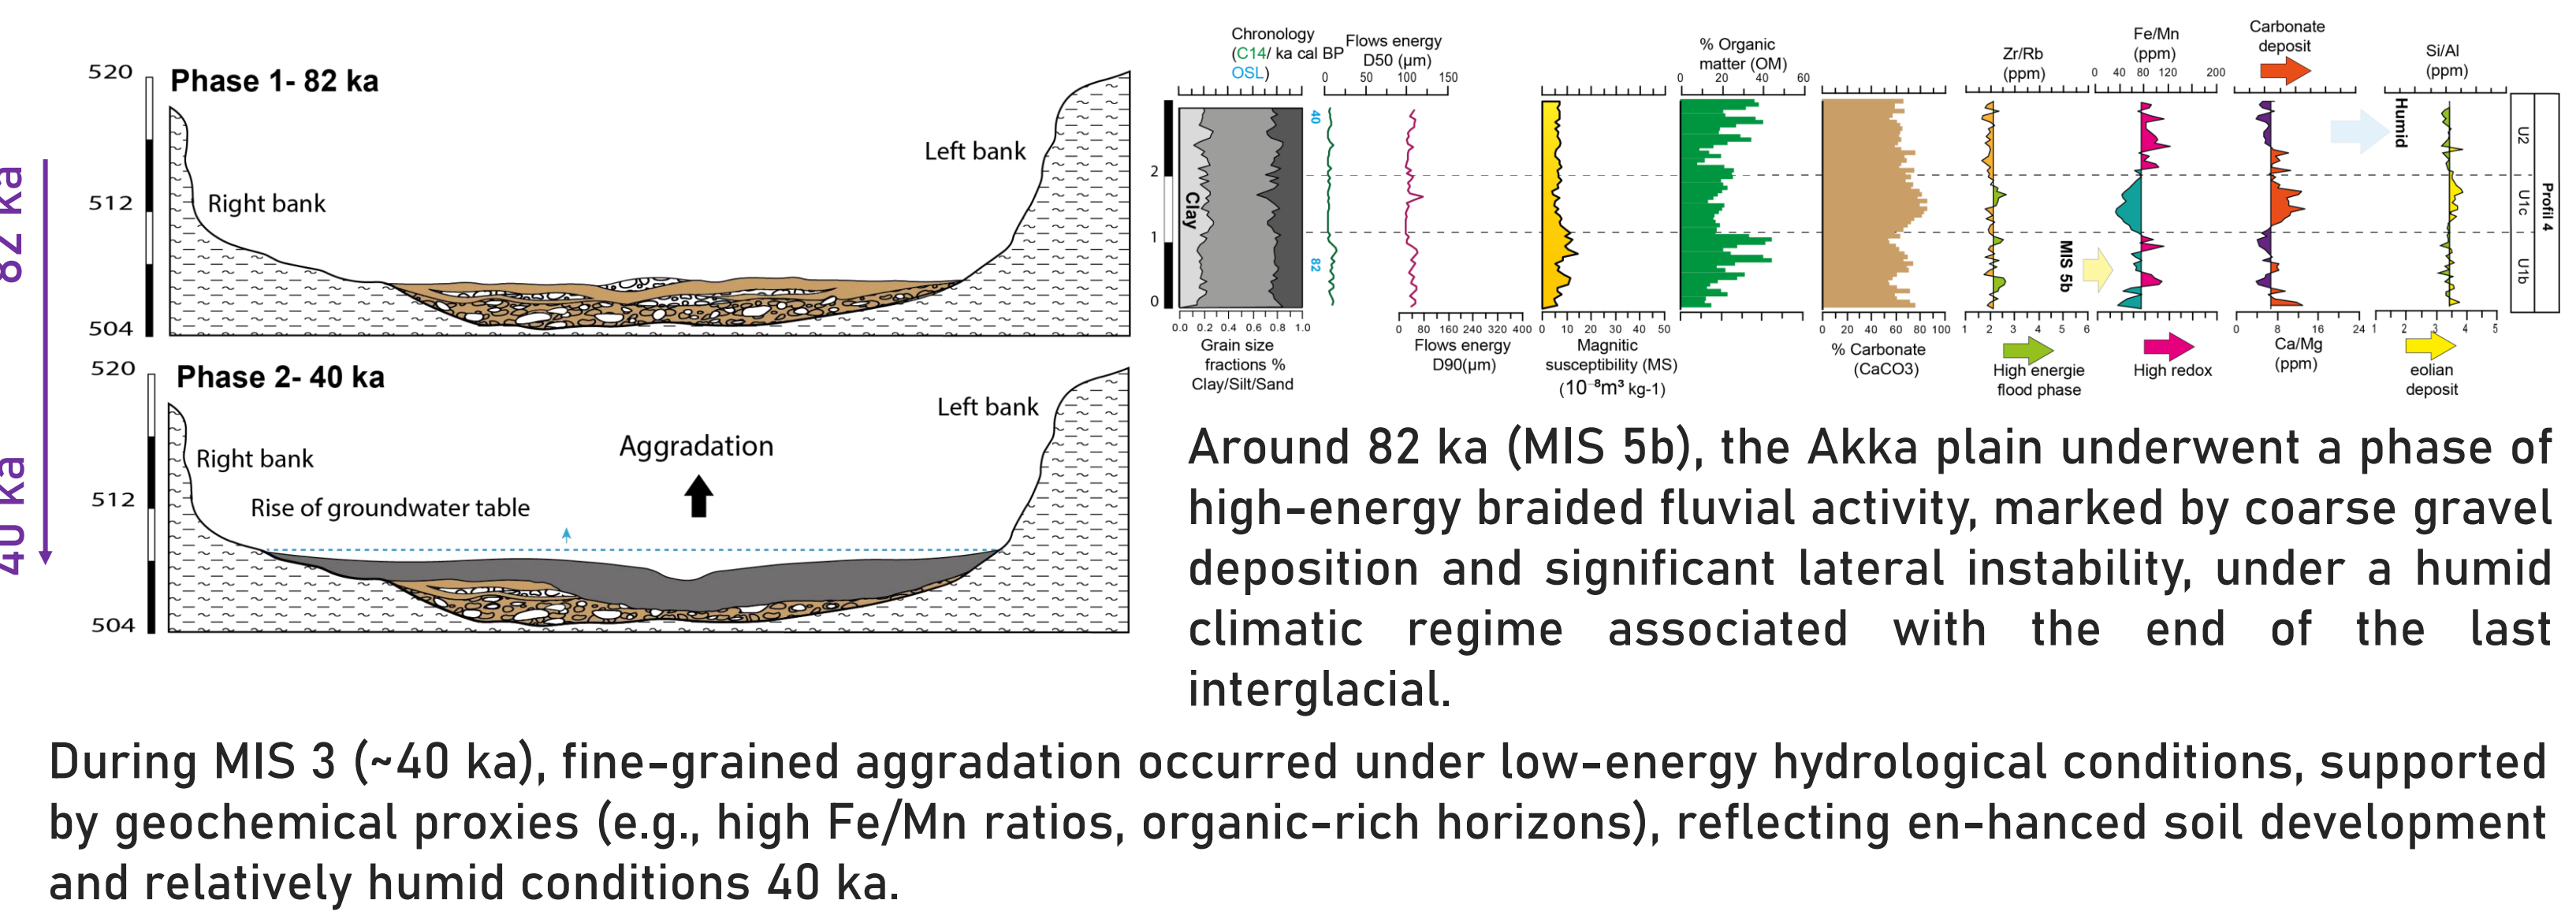 82 ka
40 ka
520
Phase 1- 82 ka
Left bank
512
Right bank
504
520
Phase 2- 40 ka
Left bank
Aggradation
Right bank
512
Rise of groundwater table
504
Chronology
(C14/ ka cal BP
OSL)
Flows energy
D50 (µm)
0 50 100 150
% Organic
matter (OM)
0 20 40 60
Zr/Rb
(ppm)
Fe/Mn
(ppm)
0 40 80 120 200
Carbonate
deposit
Si/Al
(ppm)
2
1
0
Clay
40
82
MIS 5b
Humid
U2
U1c
U1b
Profil 4
0.0 0.2 0.4 0.6 0.8 1.0
Grain size
fractions %
Clay/Silt/Sand
0 80 160 240 320 400
Flows energy
D90(µm)
0 10 20 30 40 50
Magnitic
susceptibility (MS)
(10⁻⁸m³ kg-1)
0 20 40 60 80 100
% Carbonate
(CaCO3)
1 2 3 4 5 6
High energie
flood phase
High redox
0 8 16 24
Ca/Mg
(ppm)
1 2 3 4 5
eolian
deposit
Around 82 ka (MIS 5b), the Akka plain underwent a phase of
high-energy braided fluvial activity, marked by coarse gravel
deposition and significant lateral instability, under a humid
climatic regime associated with the end of the last
interglacial.
During MIS 3 (~40 ka), fine-grained aggradation occurred under low-energy hydrological conditions, supported
by geochemical proxies (e.g., high Fe/Mn ratios, organic-rich horizons), reflecting en-hanced soil development
and relatively humid conditions 40 ka.